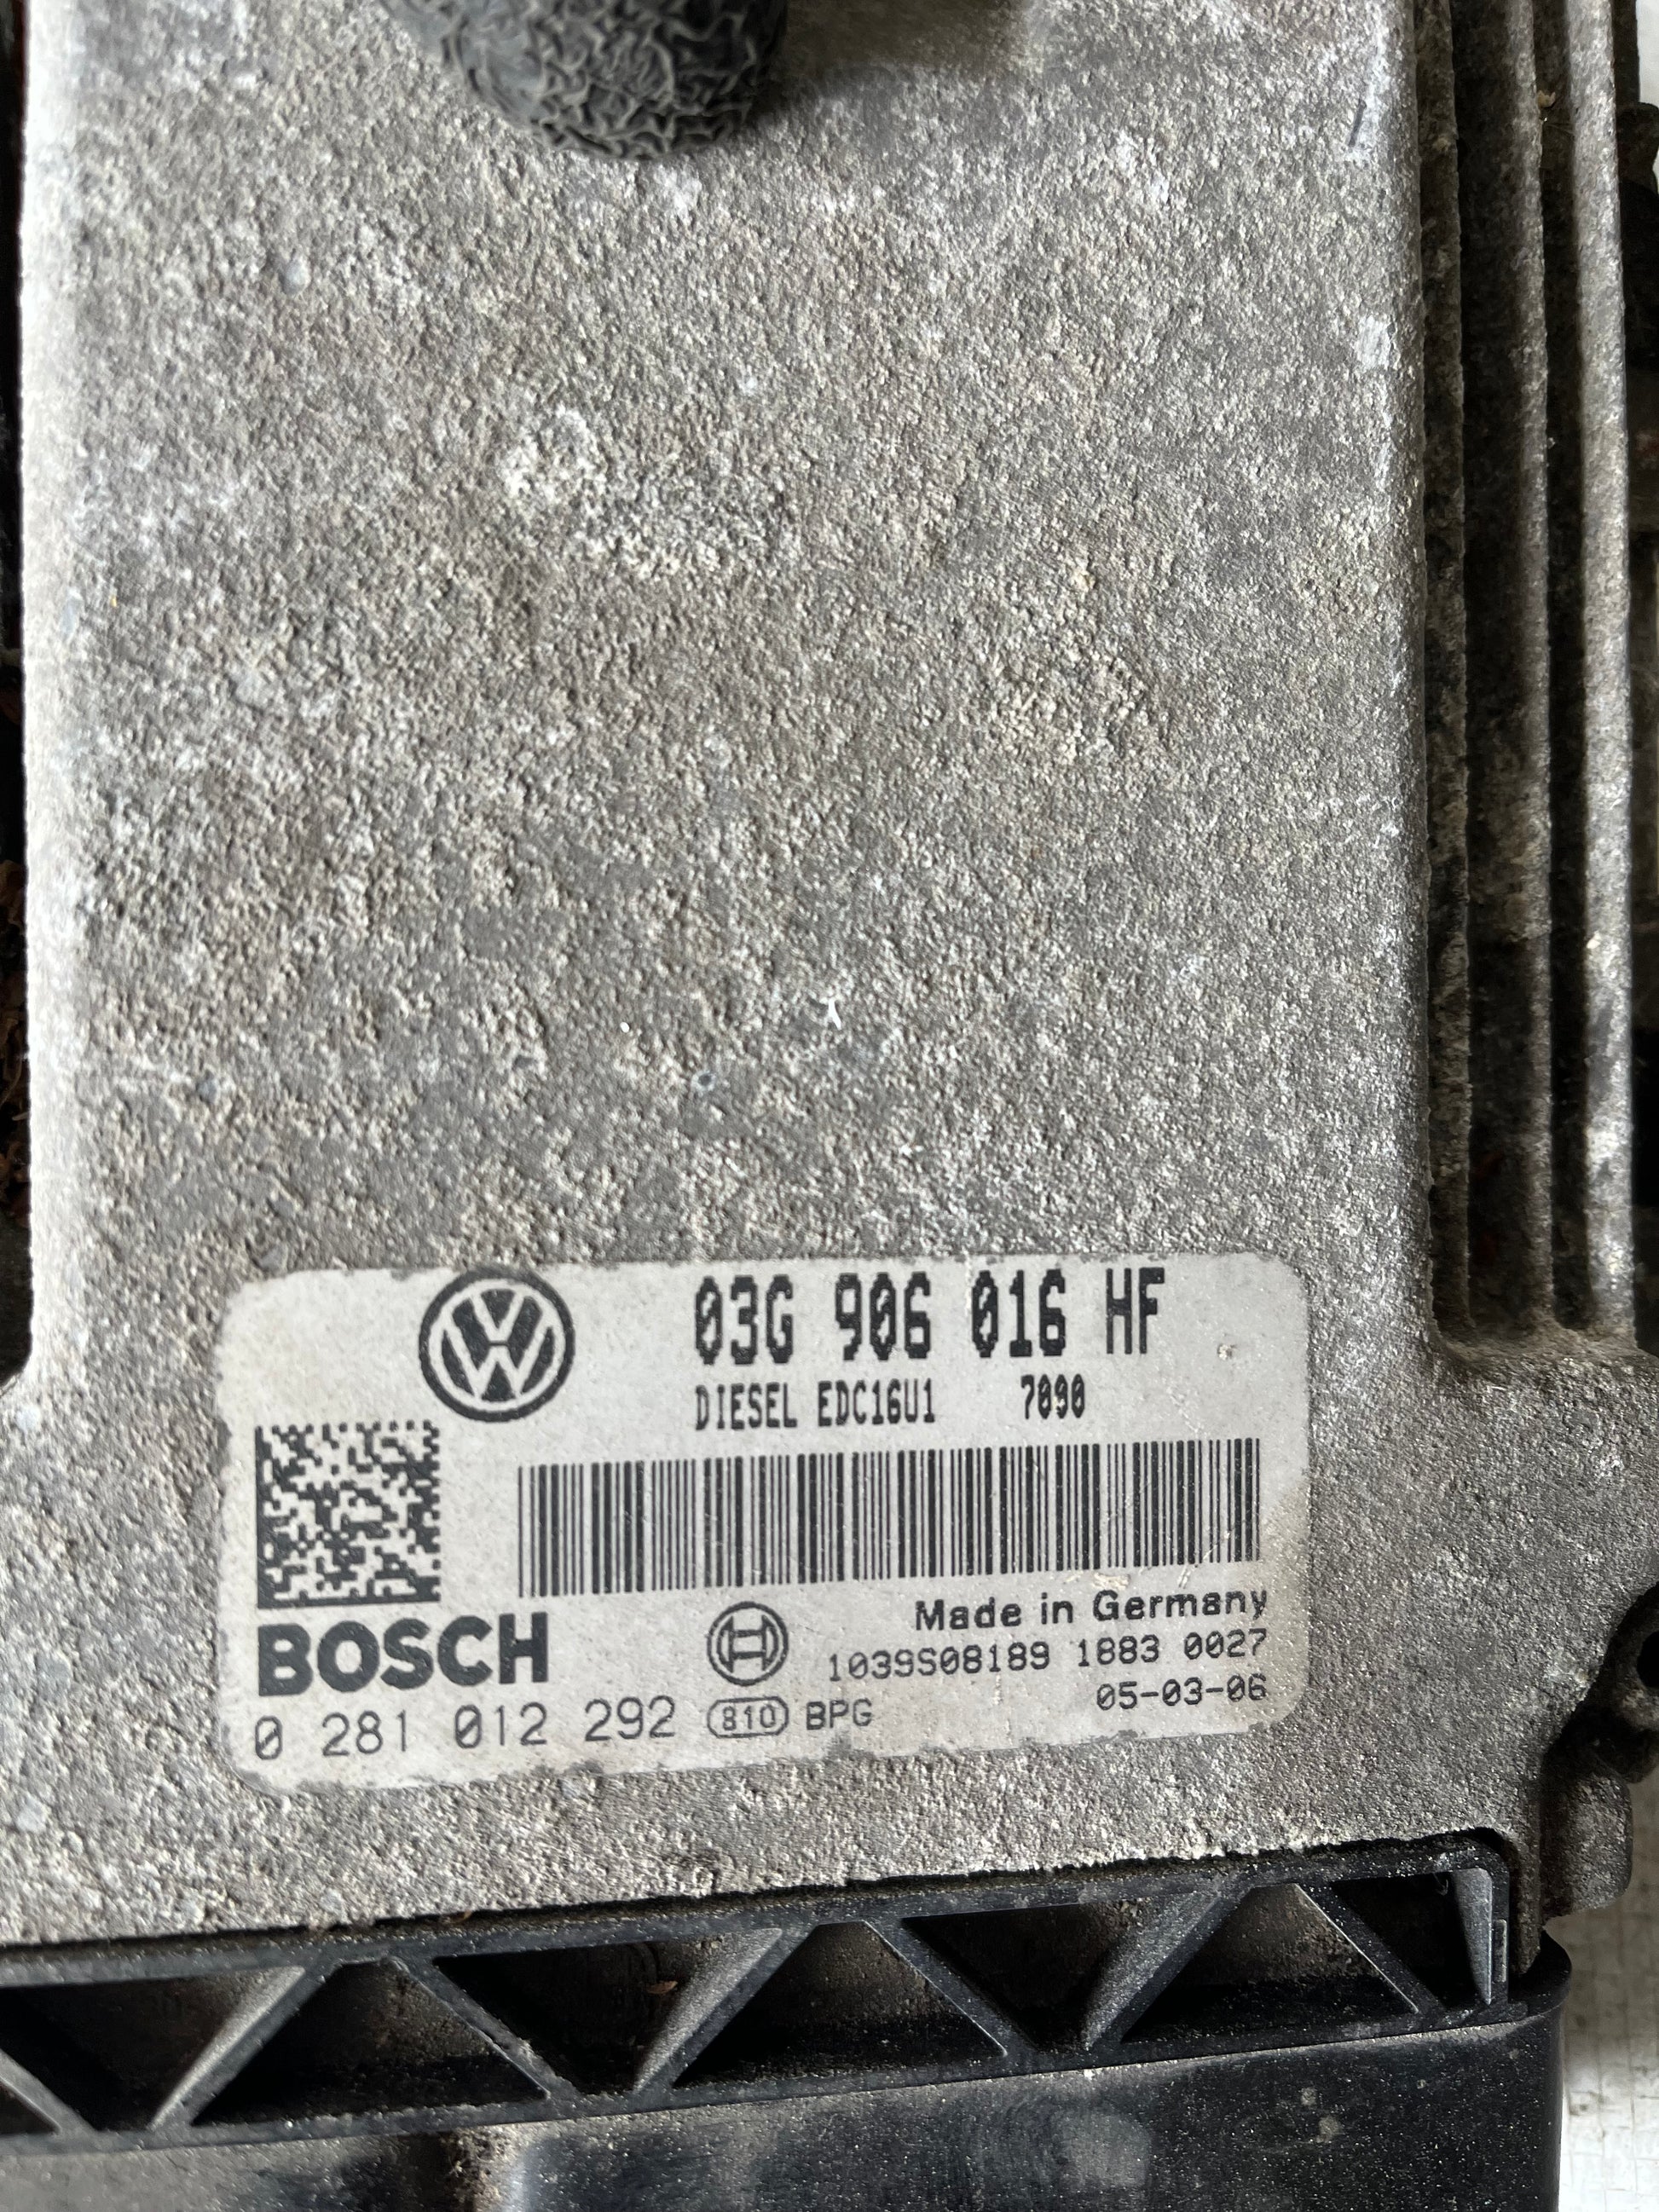 03G 906 016 HF
DIESEL EDC16U1 7090
BOSCH
Made in Germany
1039S08189 1883 0027
0 281 012 292 810 BPG 05-03-06